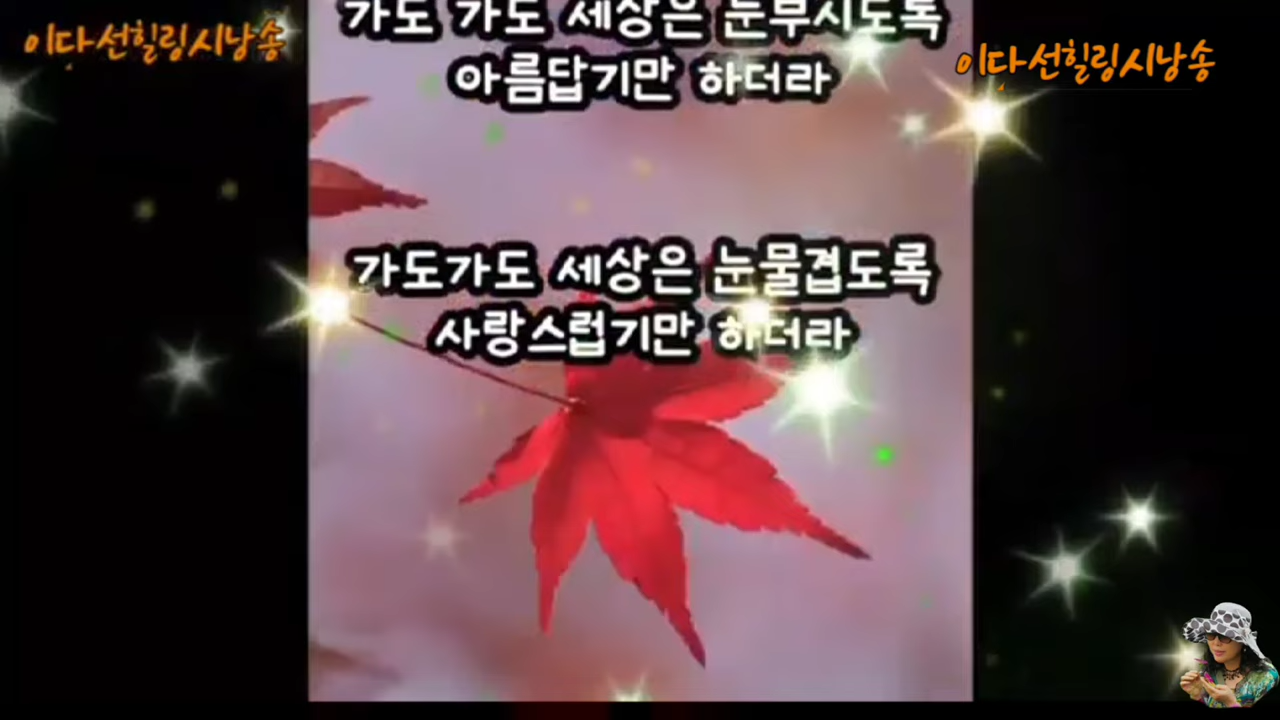 이다선힐링시낭송
이다선힐링시낭송
가도 가도 세상은 눈부시도록
아름답기만 하더라
가도가도 세상은 눈물겹도록
사랑스럽기만 하더라